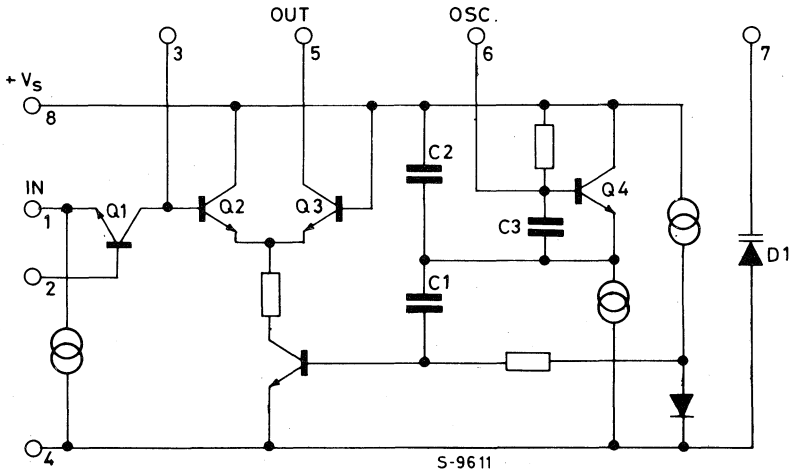 OUT OSC.
3 5 6 7
+ Vs
8
C2
IN
Q1 Q2 Q3 Q4
1
C3
D1
2
C1
4
S-9611